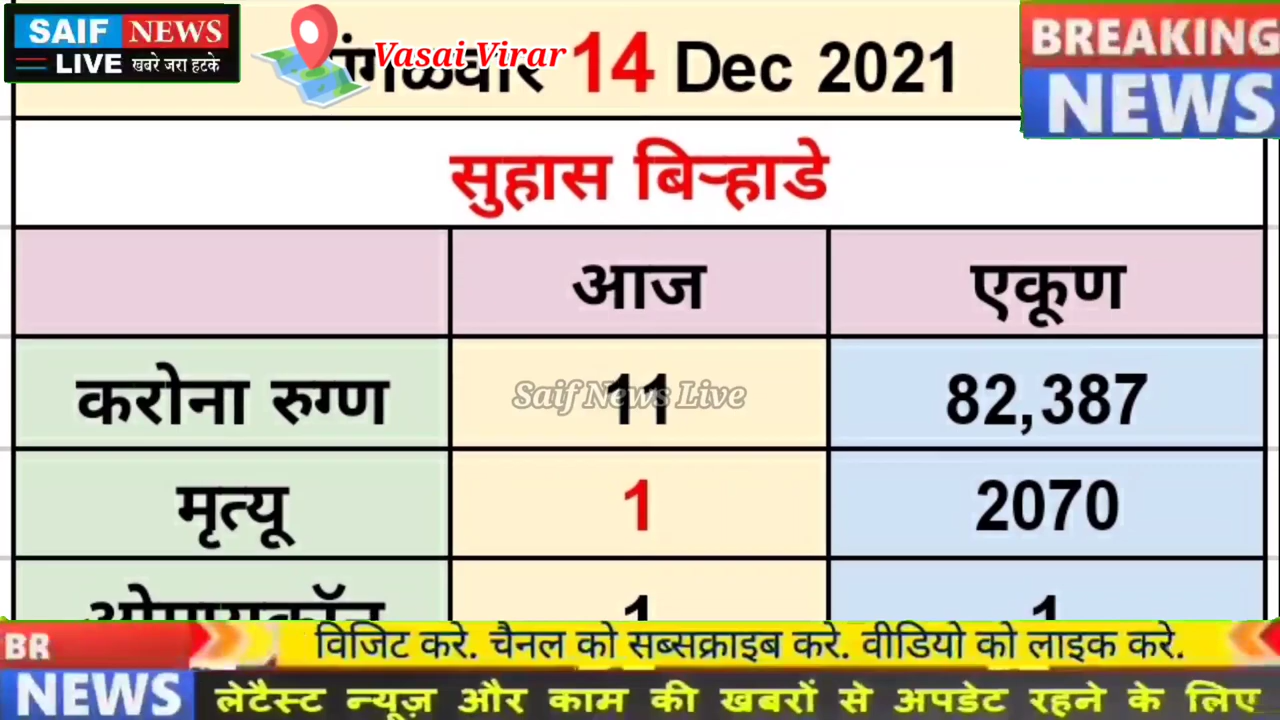 SAIF NEWS
LIVE खबरे जरा हटके
Vasai Virar
14 Dec 2021
BREAKING
NEWS
सुहास बिऱ्हाडे
आज एकूण
करोना रुग्ण 11 82,387
Saif News Live
मृत्यू 1 2070
1 1
BR
विजिट करे. चैनल को सब्सक्राइब करे. वीडियो को लाइक करे.
NEWS
लेटैस्ट न्यूज़ और काम की खबरों से अपडेट रहने के लिए